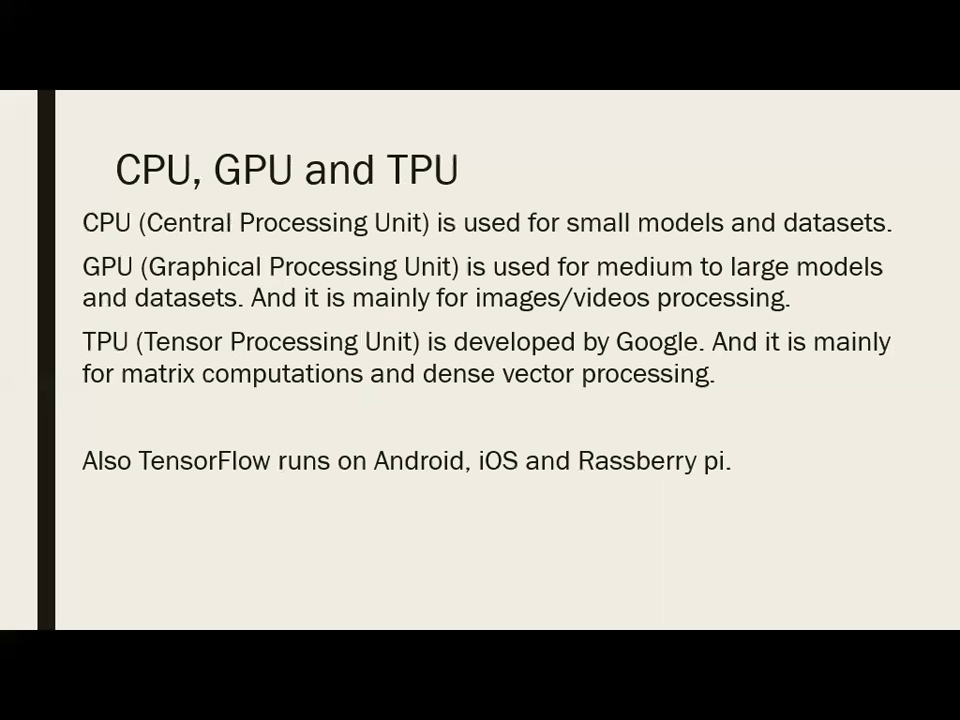 CPU, GPU and TPU
CPU (Central Processing Unit) is used for small models and datasets.
GPU (Graphical Processing Unit) is used for medium to large models
and datasets. And it is mainly for images/videos processing.
TPU (Tensor Processing Unit) is developed by Google. And it is mainly
for matrix computations and dense vector processing.
Also TensorFlow runs on Android, iOS and Rassberry pi.